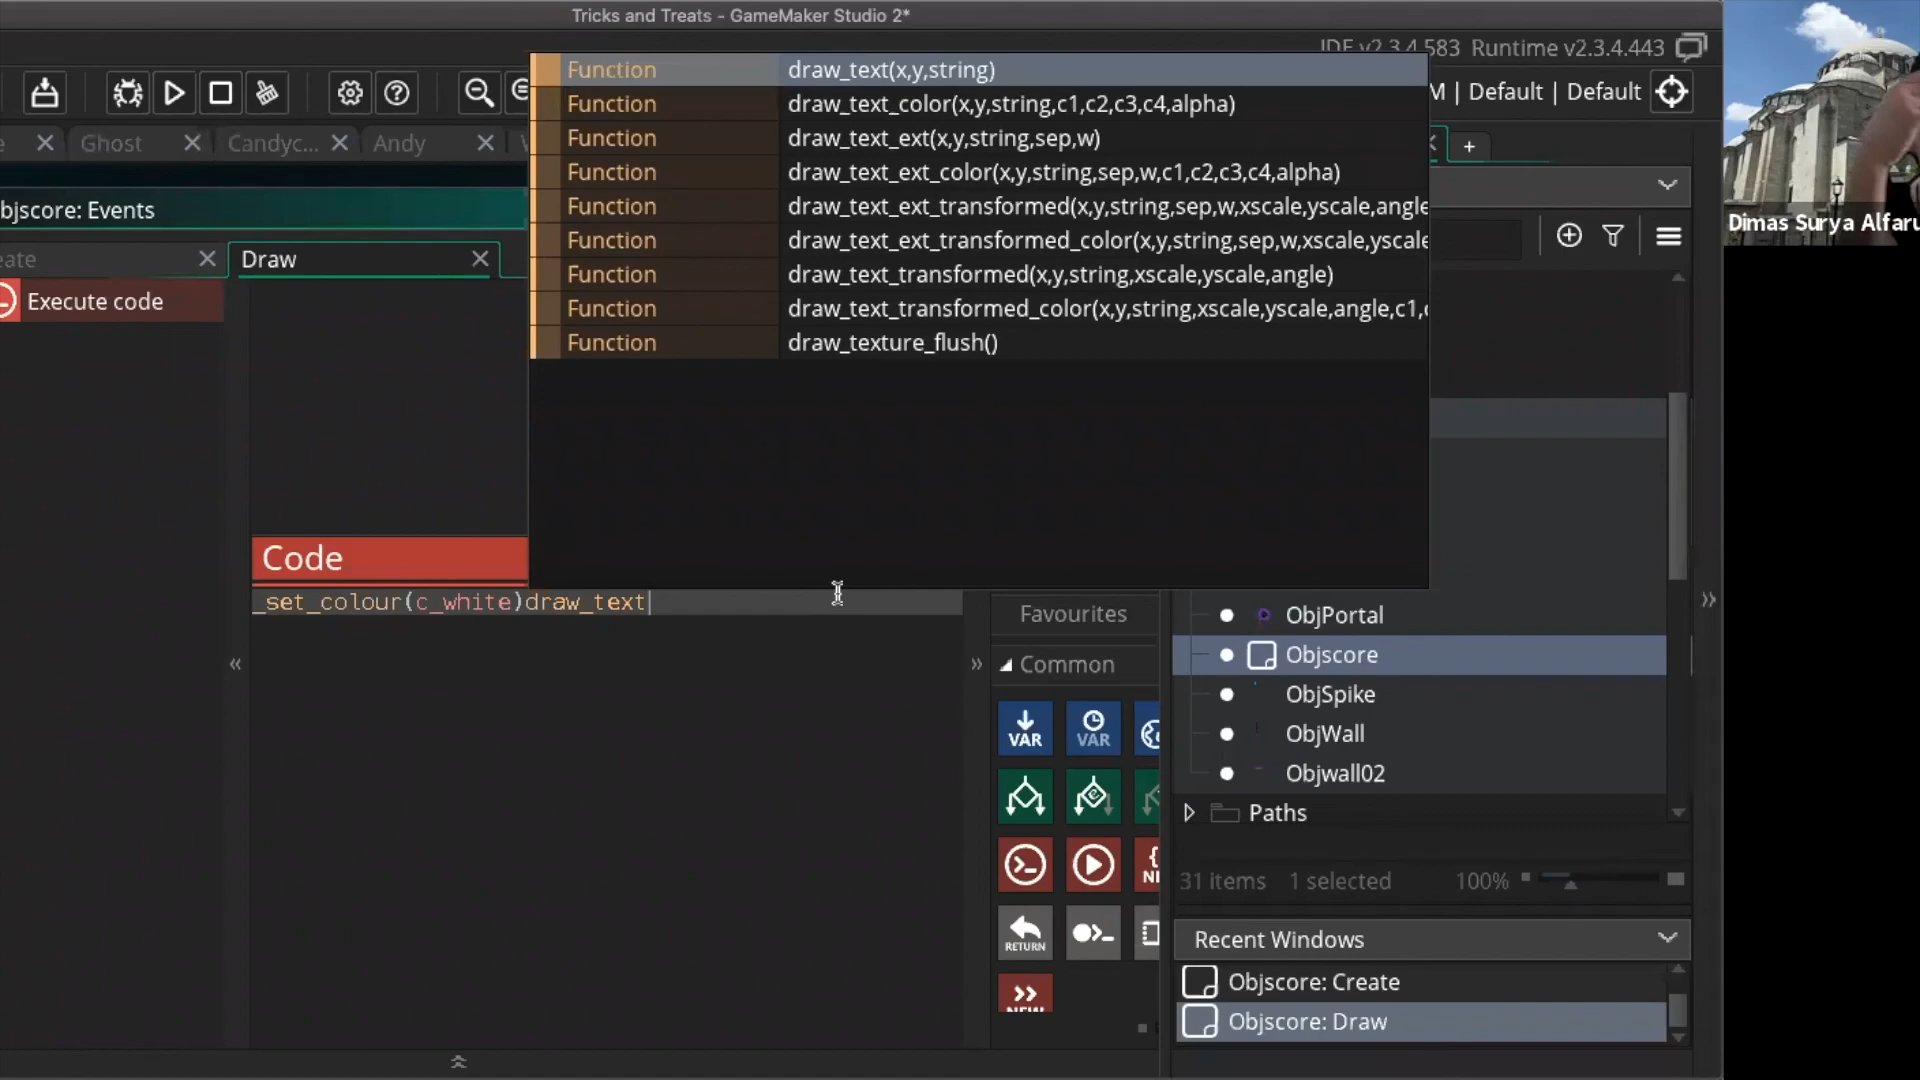 Tricks and Treats - GameMaker Studio 2*
IDE v2.3.4.583 Runtime v2.3.4.443
M | Default | Default
Function draw_text(x,y,string)
Function draw_text_color(x,y,string,c1,c2,c3,c4,alpha)
Function draw_text_ext(x,y,string,sep,w)
Function draw_text_ext_color(x,y,string,sep,w,c1,c2,c3,c4,alpha)
Function draw_text_ext_transformed(x,y,string,sep,w,xscale,yscale,angle
Function draw_text_ext_transformed_color(x,y,string,sep,w,xscale,yscale
Function draw_text_transformed(x,y,string,xscale,yscale,angle)
Function draw_text_transformed_color(x,y,string,xscale,yscale,angle,c1,
Function draw_texture_flush()
e Ghost Candyc... Andy
bjscore: Events
eate Draw
Execute code
Code
_set_colour(c_white)draw_text
Favourites
Common
VAR
VAR
RETURN
NEW
ObjPortal
Objscore
ObjSpike
ObjWall
Objwall02
Paths
31 items 1 selected 100%
Recent Windows
Objscore: Create
Objscore: Draw
Dimas Surya Alfaru